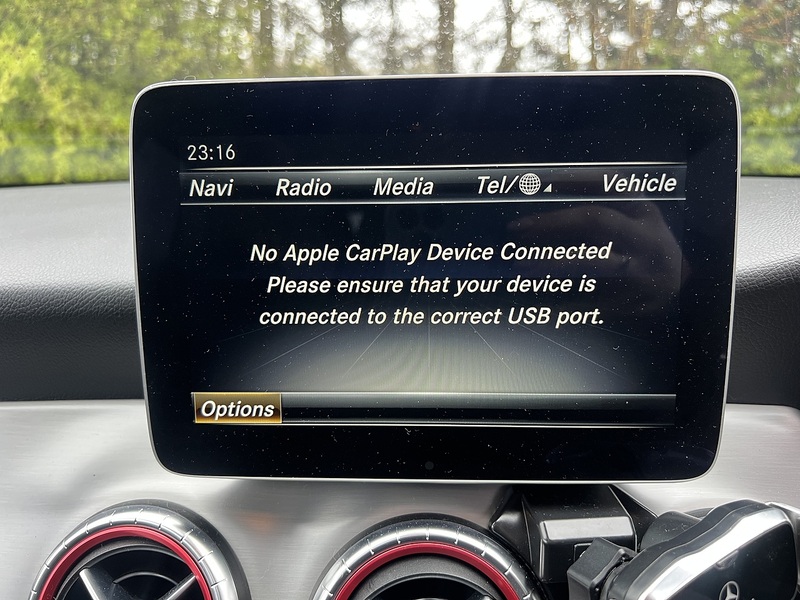 23:16
Navi Radio Media Tel/ Vehicle
No Apple CarPlay Device Connected
Please ensure that your device is
connected to the correct USB port.
Options